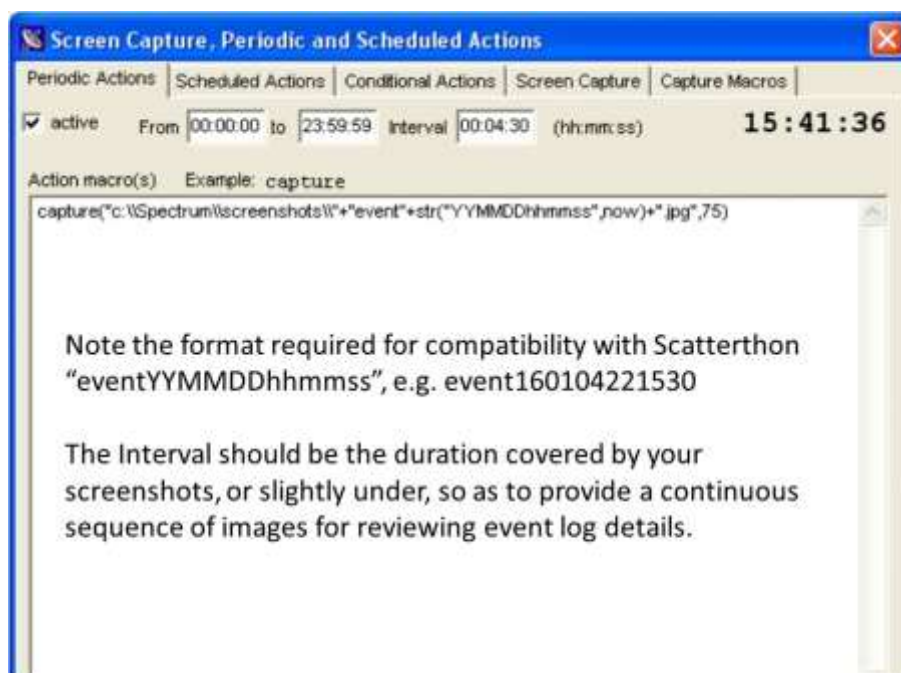 Screen Capture, Periodic and Scheduled Actions
Periodic Actions Scheduled Actions Conditional Actions Screen Capture Capture Macros
active From 00:00:00 to 23:59:59 Interval 00:04:30 (hh:mm:ss) 15:41:36
Action macro(s) Example: capture
capture("c:\\Spectrum\\screenshots\\"+"event"+str("YYMMDDhhmmss",now)+".jpg",75)
Note the format required for compatibility with Scatterthon
“eventYYMMDDhhmmss”, e.g. event160104221530
The Interval should be the duration covered by your
screenshots, or slightly under, so as to provide a continuous
sequence of images for reviewing event log details.